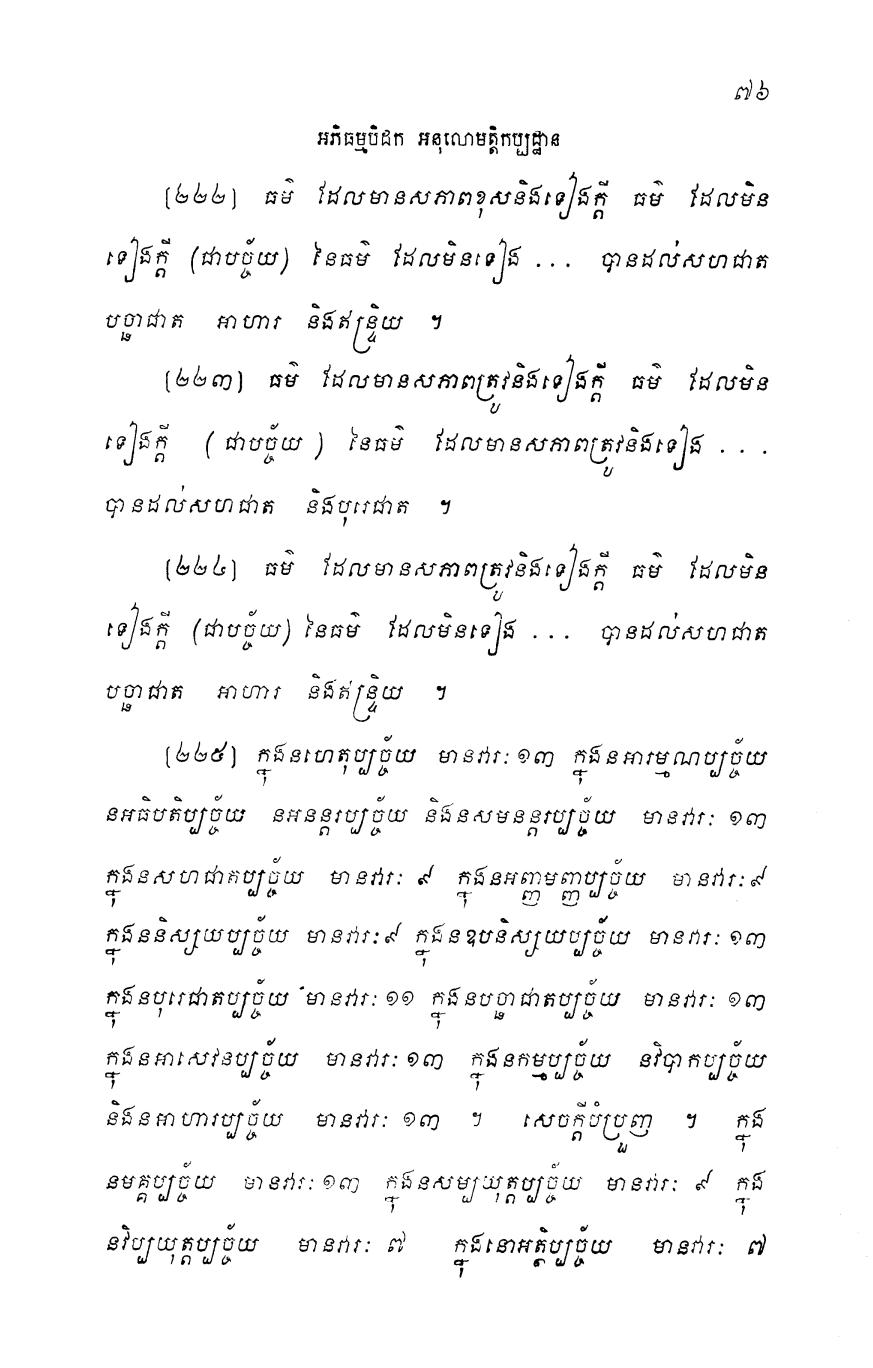 ៧៦
អភិធម្មបិដក អនុលោមត្តិកប្បដ្ឋាន
[២២២] ធម៌ ដែលមានសភាពខុសនិងទៀងក្តី ធម៌ ដែលមិន
ទៀងក្តី (ជាបច្ច័យ) នៃធម៌ ដែលមិនទៀង ... បានដល់សហជាត
បច្ឆាជាត អាហារ និងឥន្ទ្រិយ ។
[២២៣] ធម៌ ដែលមានសភាពត្រូវនិងទៀងក្តី ធម៌ ដែលមិន
ទៀងក្តី (ជាបច្ច័យ) នៃធម៌ ដែលមានសភាពត្រូវនិងទៀង ...
បានដល់សហជាត និងបុរេជាត ។
[២២៤] ធម៌ ដែលមានសភាពត្រូវនិងទៀងក្តី ធម៌ ដែលមិន
ទៀងក្តី (ជាបច្ច័យ) នៃធម៌ ដែលមិនទៀង ... បានដល់សហជាត
បច្ឆាជាត អាហារ និងឥន្ទ្រិយ ។
[២២៥] ក្នុងនហេតុប្បច្ច័យ មានវារៈ១៣ ក្នុងនអារម្មណប្បច្ច័យ
នអធិបតិប្បច្ច័យ នអនន្តរប្បច្ច័យ និងនសមនន្តរប្បច្ច័យ មានវារៈ ១៣
ក្នុងនសហជាតប្បច្ច័យ មានវារៈ ៩ ក្នុងនអញ្ញាមញ្ញប្បច្ច័យ មានវារៈ៩
ក្នុងននិស្សយប្បច្ច័យ មានវារៈ៩ ក្នុងនឧបនិស្សយប្បច្ច័យ មានវារៈ ១៣
ក្នុងនបុរេជាតប្បច្ច័យ មានវារៈ ១១ ក្នុងនបច្ឆាជាតប្បច្ច័យ មានវារៈ ១៣
ក្នុងនអាសេវនប្បច្ច័យ មានវារៈ ១៣ ក្នុងនកម្មប្បច្ច័យ នវិបាកប្បច្ច័យ
និងនអាហារប្បច្ច័យ មានវារៈ ១៣ ។ សេចក្តីបំប្រួញ ។ ក្នុង
នមគ្គប្បច្ច័យ មានវារៈ ១៣ ក្នុងនសម្បយុត្តប្បច្ច័យ មានវារៈ ៩ ក្នុង
នវិប្បយុត្តប្បច្ច័យ មានវារៈ ៧ ក្នុងនោអត្ថិប្បច្ច័យ មានវារៈ ៧